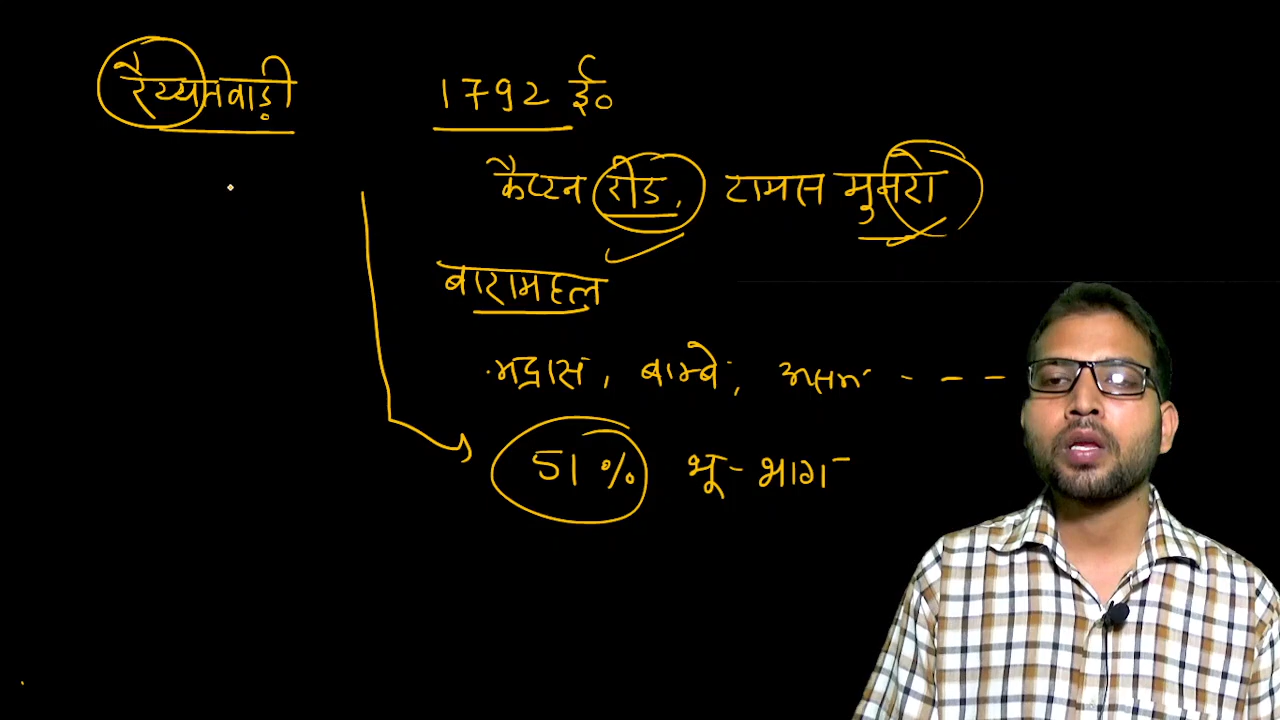 रैय्यतवाड़ी 1792 ई०
कैप्टन रीड, टामस मुनरो
बारामहल
मद्रास, बाम्बे, असम - - -
51% भू-भाग